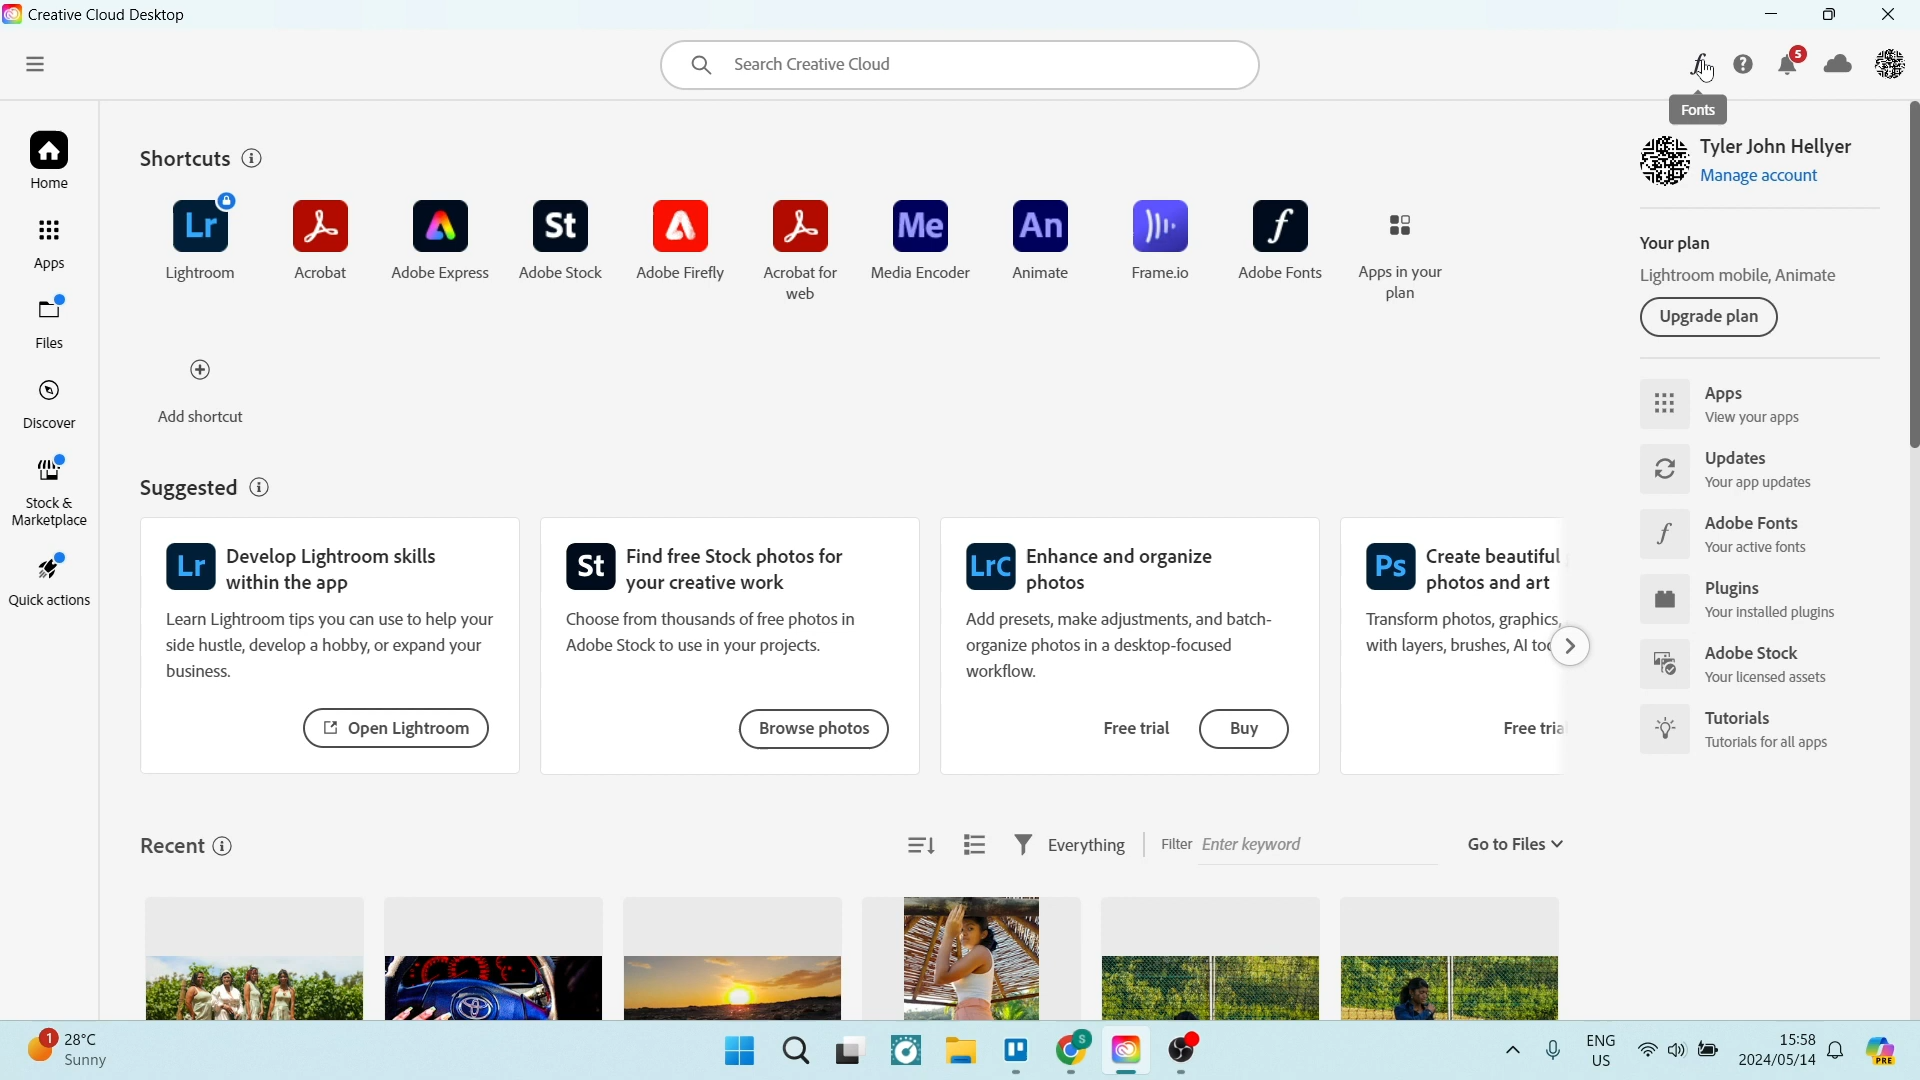 Creative Cloud Desktop
Search Creative Cloud
5
Fonts
Home
Apps
Files
Discover
Stock &
Marketplace
Quick actions
Shortcuts
Lr
Lightroom
Acrobat
Adobe Express
St
Adobe Stock
Adobe Firefly
Acrobat for
web
Me
Media Encoder
An
Animate
Frame.io
f
Adobe Fonts
Apps in your
plan
Add shortcut
Suggested
Lr
Develop Lightroom skills
within the app
Learn Lightroom tips you can use to help your
side hustle, develop a hobby, or expand your
business.
Open Lightroom
St
Find free Stock photos for
your creative work
Choose from thousands of free photos in
Adobe Stock to use in your projects.
Browse photos
LrC
Enhance and organize
photos
Add presets, make adjustments, and batch-
organize photos in a desktop-focused
workflow.
Free trial
Buy
Ps
Create beautiful
photos and art
Transform photos, graphics,
with layers, brushes, AI too
Free tria
Recent
Everything
Filter
Enter keyword
Go to Files
Tyler John Hellyer
Manage account
Your plan
Lightroom mobile, Animate
Upgrade plan
Apps
View your apps
Updates
Your app updates
f
Adobe Fonts
Your active fonts
Plugins
Your installed plugins
Adobe Stock
Your licensed assets
Tutorials
Tutorials for all apps
1
28°C
Sunny
S
ENG
US
15:58
2024/05/14
PRE